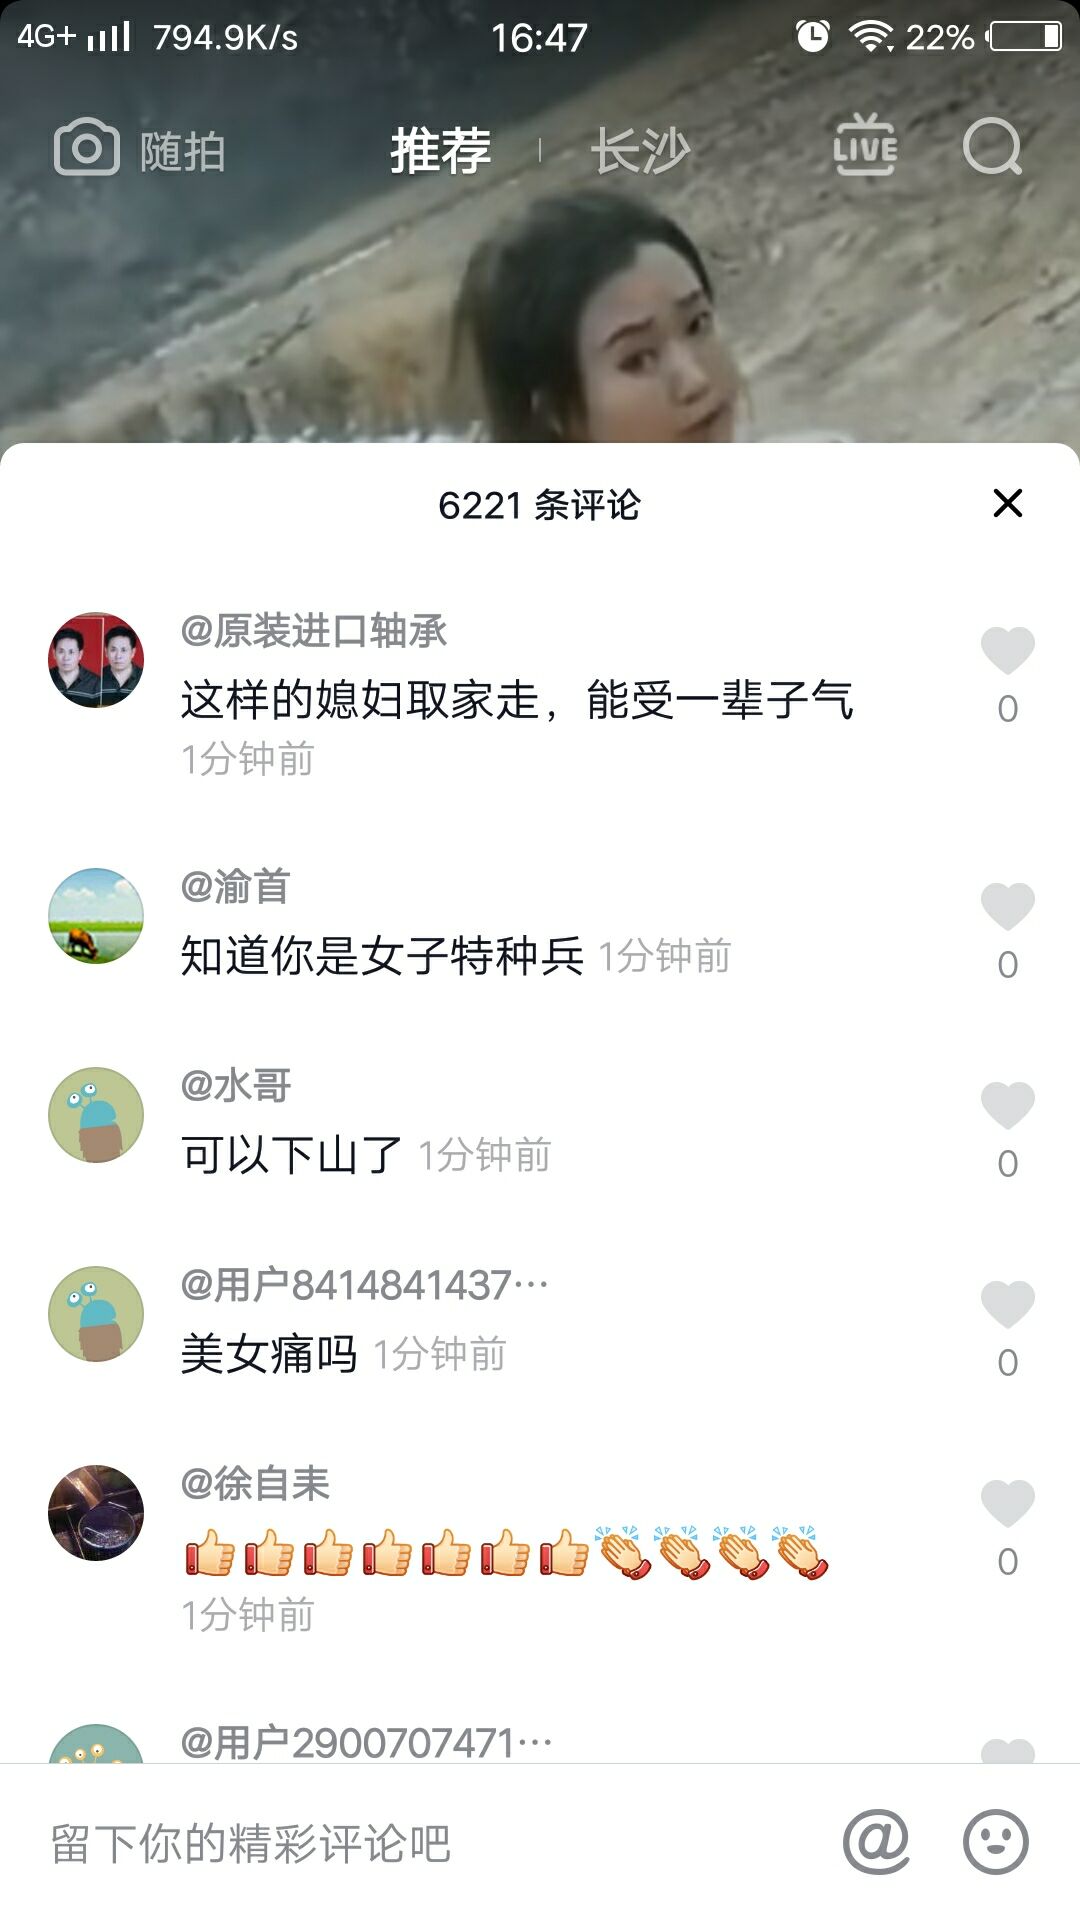 4G+ 794.9K/s 16:47 22%
随拍 推荐 长沙 LIVE
6221 条评论
@原装进口轴承
这样的媳妇取家走，能受一辈子气
0
1分钟前
@渝首
知道你是女子特种兵 1分钟前
0
@水哥
可以下山了 1分钟前
0
@用户8414841437…
美女痛吗 1分钟前
0
@徐自耒
👍👍👍👍👍👍👍👏👏👏👏
0
1分钟前
@用户2900707471…
留下你的精彩评论吧 @